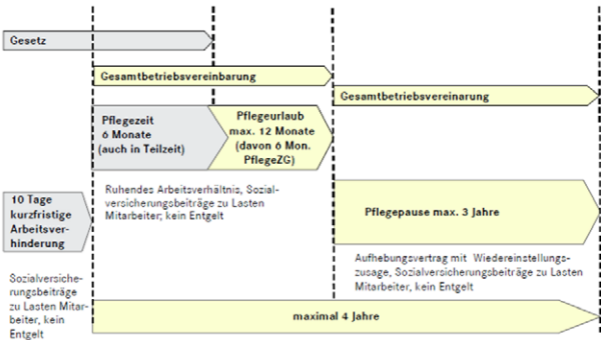 Gesetz
Gesamtbetriebsvereinbarung
Gesamtbetriebsvereinarung
Pflegezeit
6 Monate
(auch in Teilzeit)
Pflegeurlaub
max. 12 Monate
(davon 6 Mon.
PflegeZG)
10 Tage
kurzfristige
Arbeitsver-
hinderung
Ruhendes Arbeitsverhältnis, Sozial-
versicherungsbeiträge zu Lasten
Mitarbeiter; kein Entgelt
Pflegepause max. 3 Jahre
Aufhebungsvertrag mit Wiedereinstellungs-
zusage, Sozialversicherungsbeiträge zu Lasten
Mitarbeiter, kein Entgelt
Sozialversiche-
rungsbeiträge
zu Lasten Mitar-
beiter, kein
Entgelt
maximal 4 Jahre